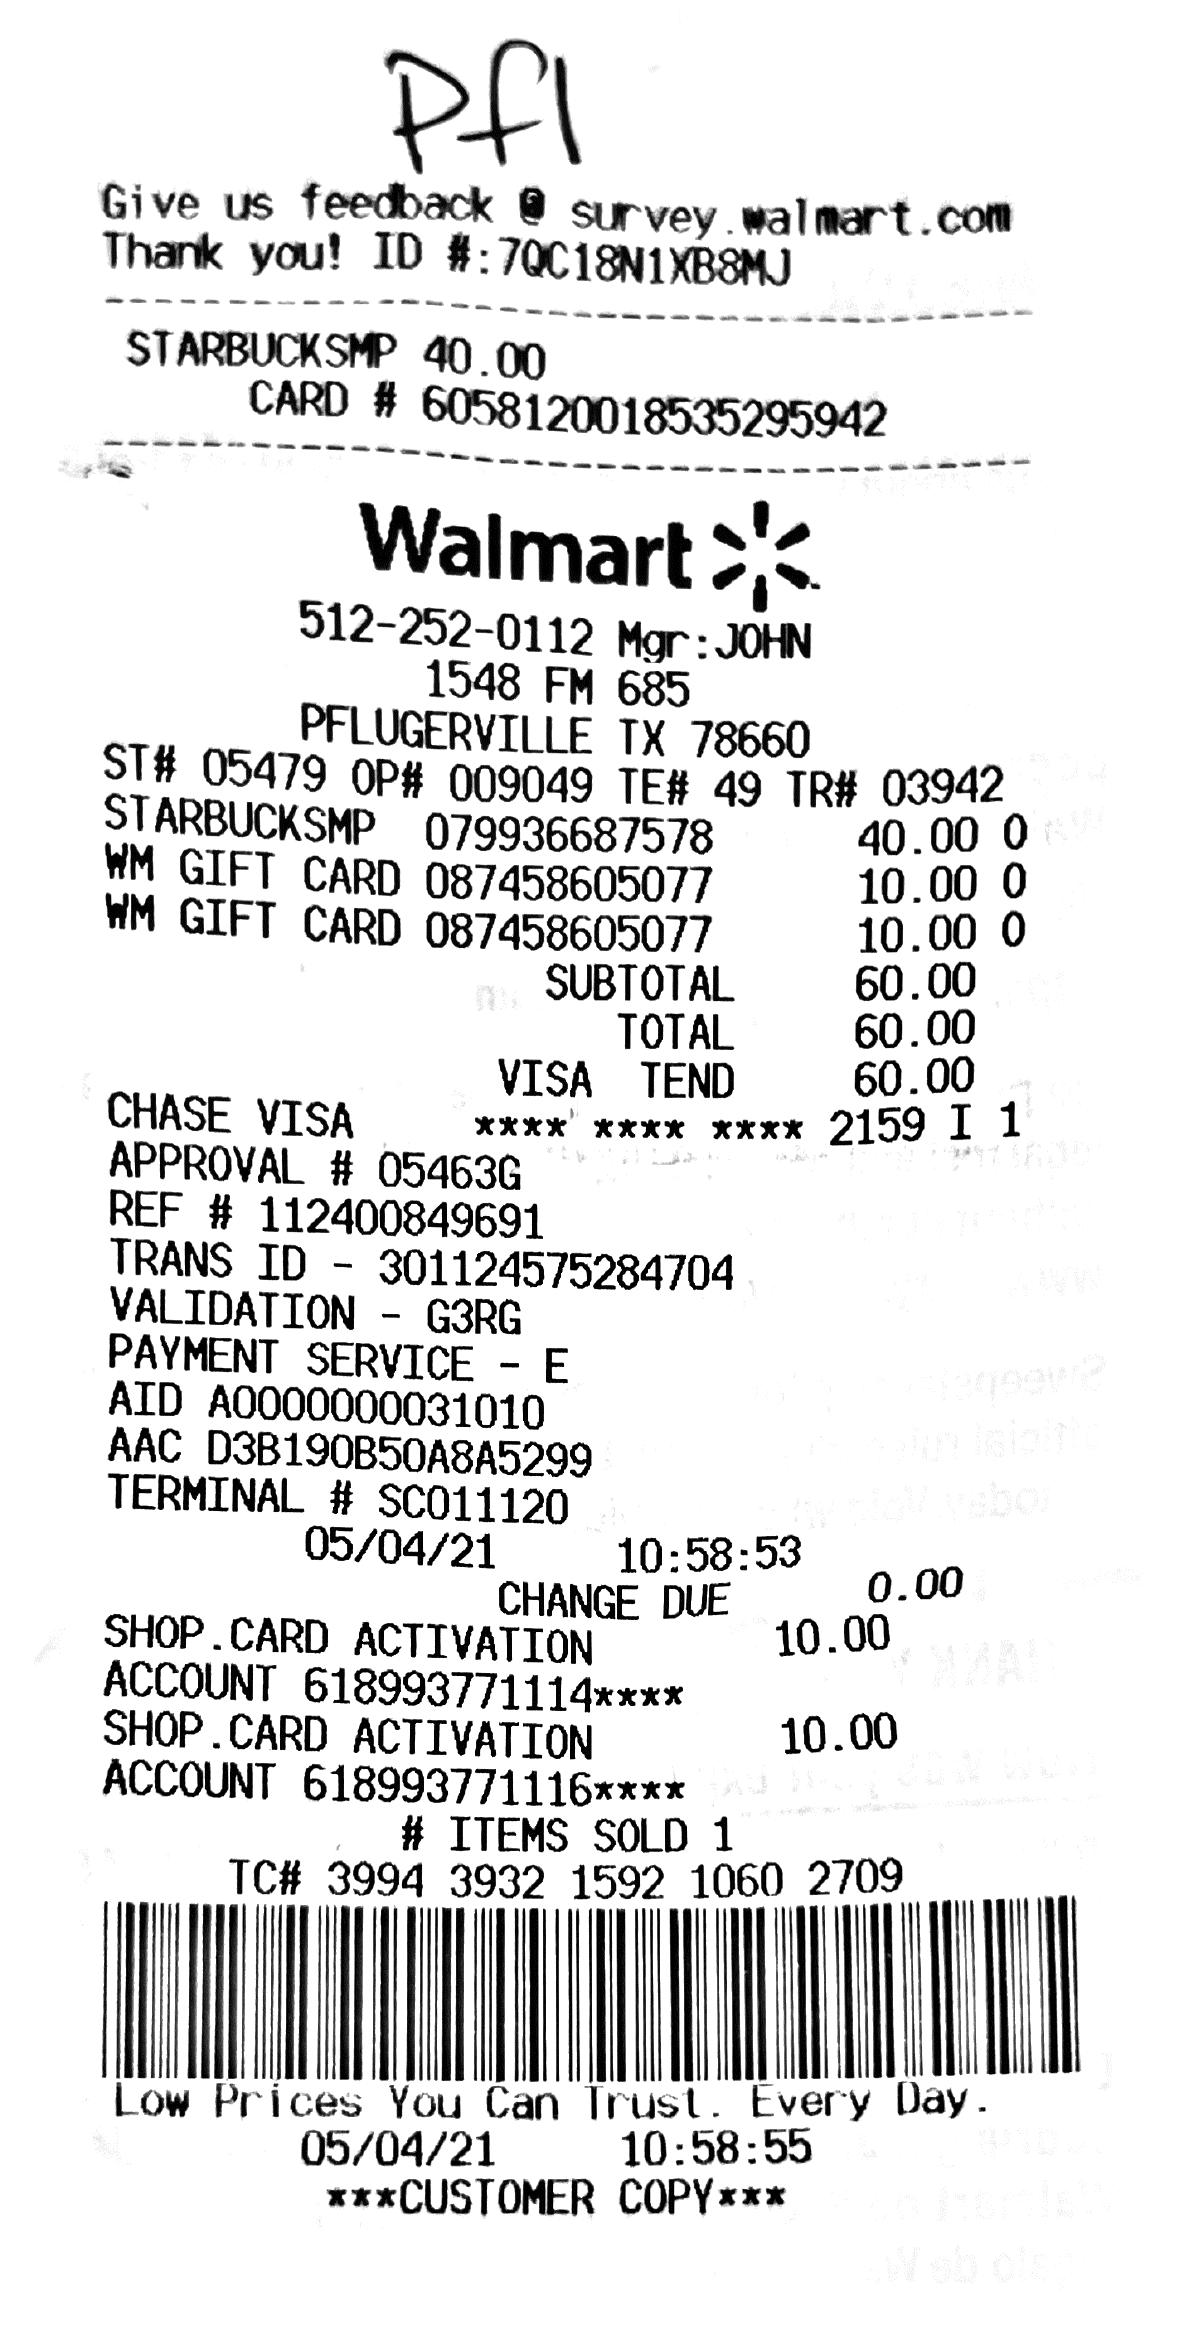 Pfl
Give us feedback @ survey.walmart.com
Thank you! ID #:7QC18N1XB8MJ
STARBUCKSMP 40.00
CARD # 6058120018535295942
Walmart
512-252-0112 Mgr:JOHN
1548 FM 685
PFLUGERVILLE TX 78660
ST# 05479 OP# 009049 TE# 49 TR# 03942
STARBUCKSMP 079936687578 40.00 O
WM GIFT CARD 087458605077 10.00 O
WM GIFT CARD 087458605077 10.00 O
SUBTOTAL 60.00
TOTAL 60.00
VISA TEND 60.00
CHASE VISA **** **** **** 2159 I 1
APPROVAL # 05463G
REF # 112400849691
TRANS ID - 301124575284704
VALIDATION - G3RG
PAYMENT SERVICE - E
AID A0000000031010
AAC D3B190B50A8A5299
TERMINAL # SC011120
05/04/21 10:58:53
CHANGE DUE 0.00
SHOP.CARD ACTIVATION 10.00
ACCOUNT 618993771114****
SHOP.CARD ACTIVATION 10.00
ACCOUNT 618993771116****
# ITEMS SOLD 1
TC# 3994 3932 1592 1060 2709
Low Prices You Can Trust. Every Day.
05/04/21 10:58:55
***CUSTOMER COPY***